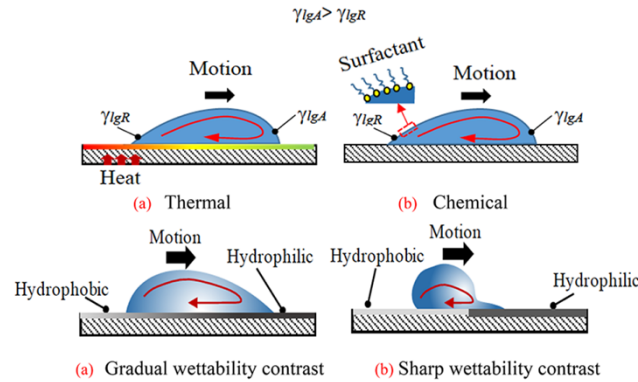 γlgA> γlgR
Surfactant
Motion
Motion
γlgR
γlgA
γlgR
γlgA
Heat
(a) Thermal
(b) Chemical
Motion
Motion
Hydrophobic
Hydrophilic
Hydrophobic
Hydrophilic
(a) Gradual wettability contrast
(b) Sharp wettability contrast